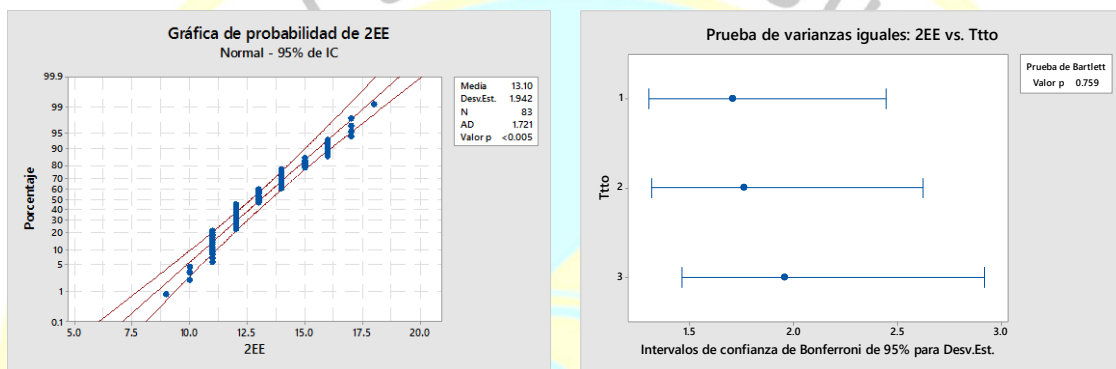 Gráfica de probabilidad de 2EE
Normal - 95% de IC
99.9
99
95
90
80
70
60
50
40
30
20
10
5
1
0.1
Porcentaje
5.0 7.5 10.0 12.5 15.0 17.5 20.0
2EE
Media 13.10
Desv.Est. 1.942
N 83
AD 1.721
Valor p <0.005
Prueba de varianzas iguales: 2EE vs. Ttto
Ttto
1
2
3
1.5 2.0 2.5 3.0
Intervalos de confianza de Bonferroni de 95% para Desv.Est.
Prueba de Bartlett
Valor p 0.759